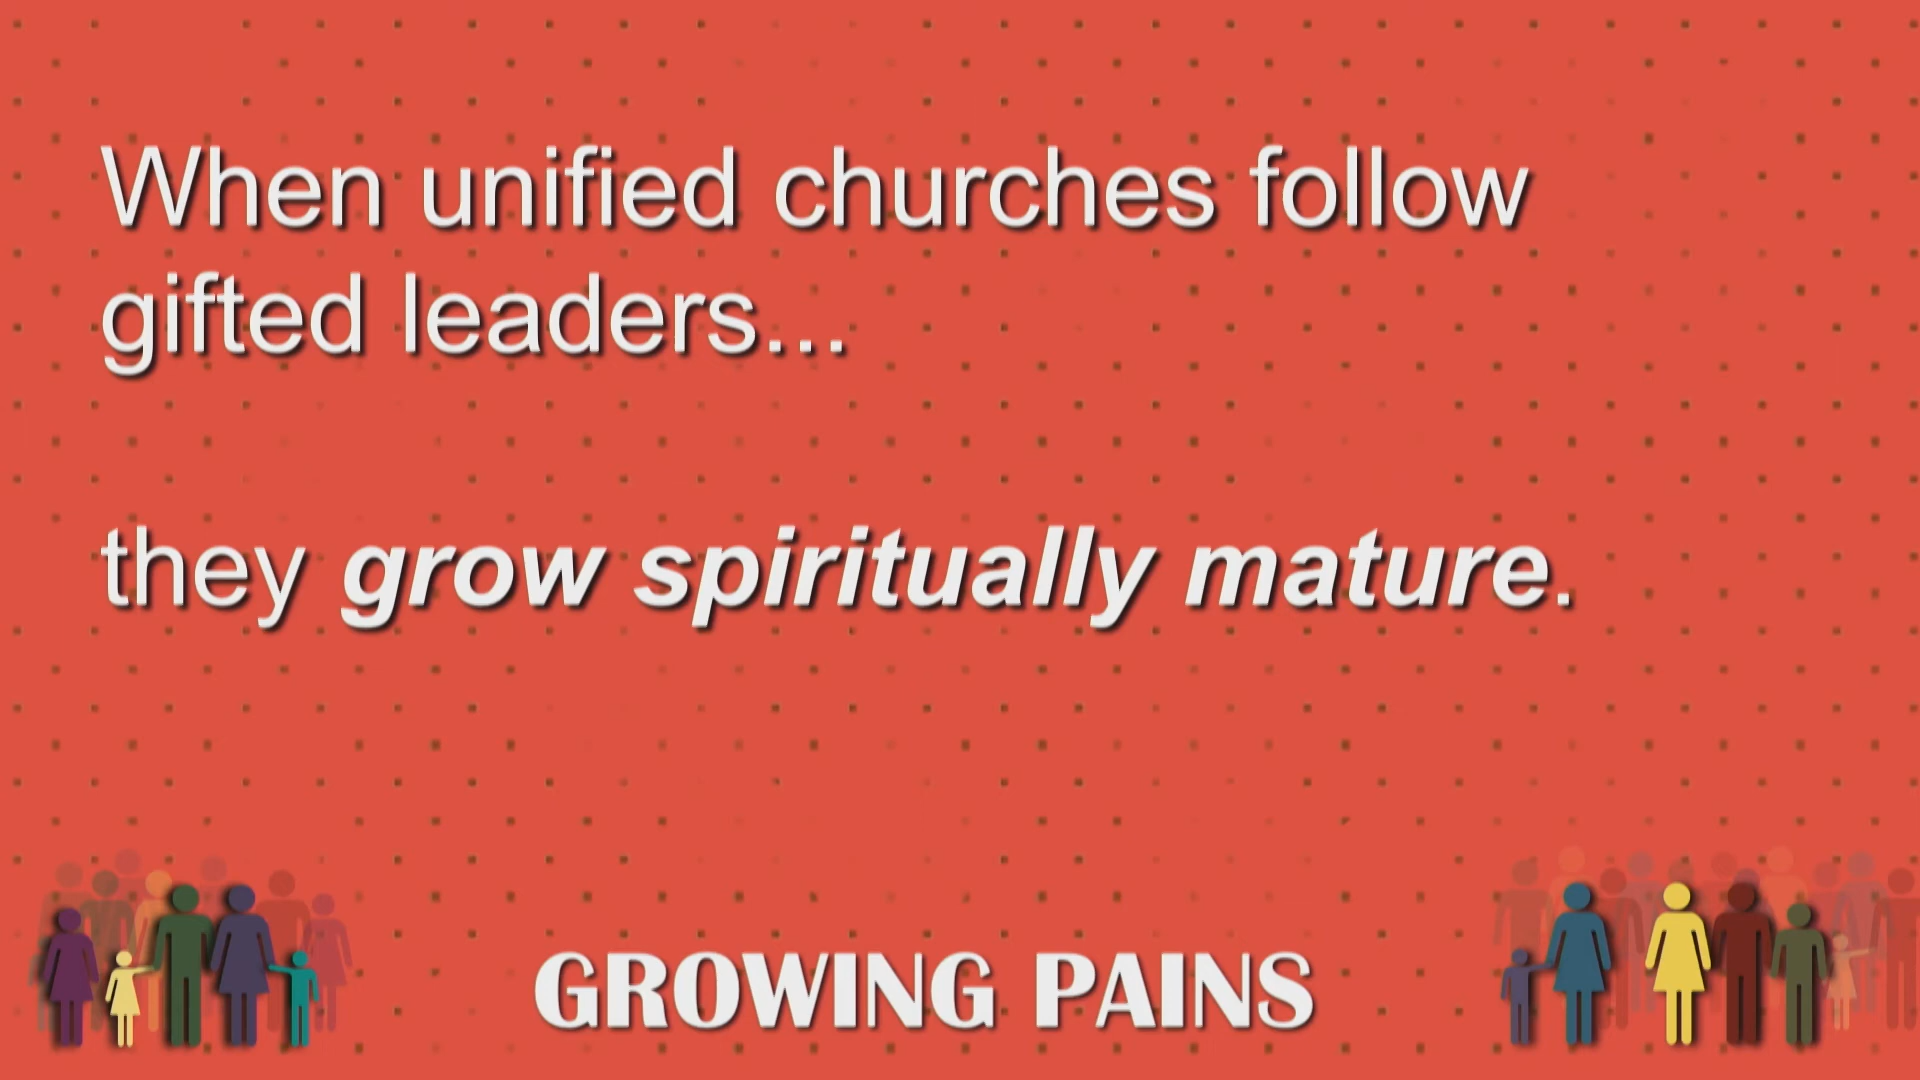 When unified churches follow
gifted leaders...
they grow spiritually mature.
GROWING PAINS